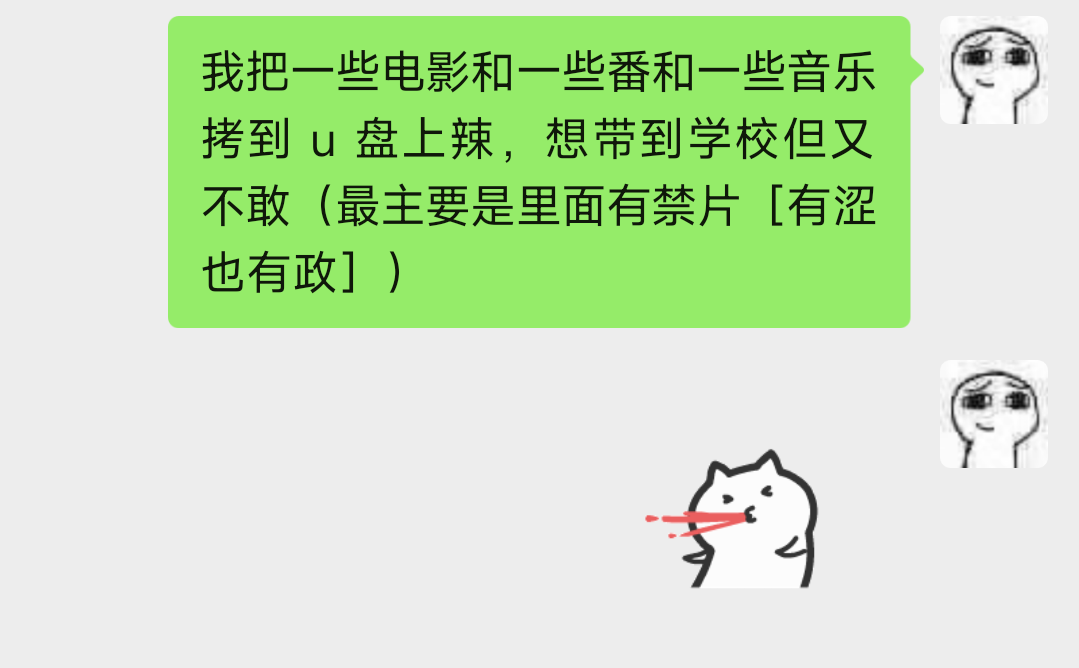 我把一些电影和一些番和一些音乐
拷到 u 盘上辣，想带到学校但又
不敢（最主要是里面有禁片［有涩
也有政］）